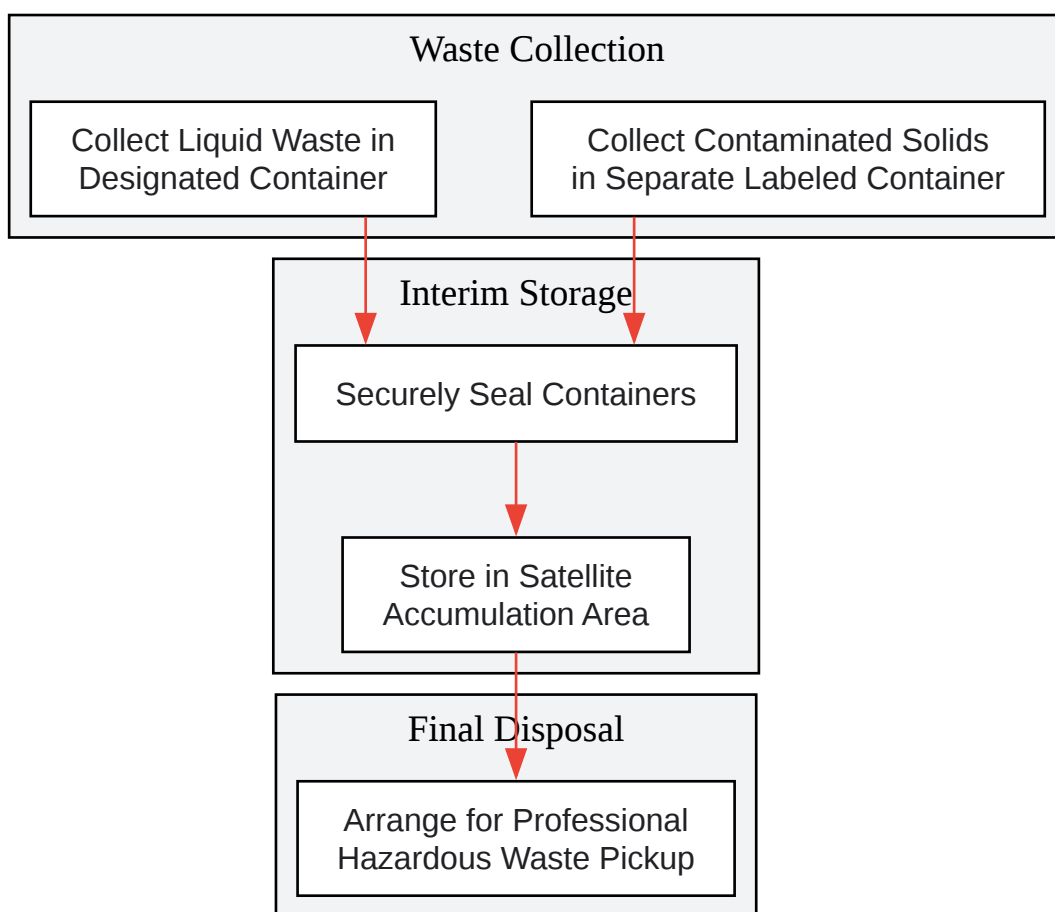 Waste Collection
Collect Liquid Waste in
Designated Container
Collect Contaminated Solids
in Separate Labeled Container
Interim Storage
Securely Seal Containers
Store in Satellite
Accumulation Area
Final Disposal
Arrange for Professional
Hazardous Waste Pickup